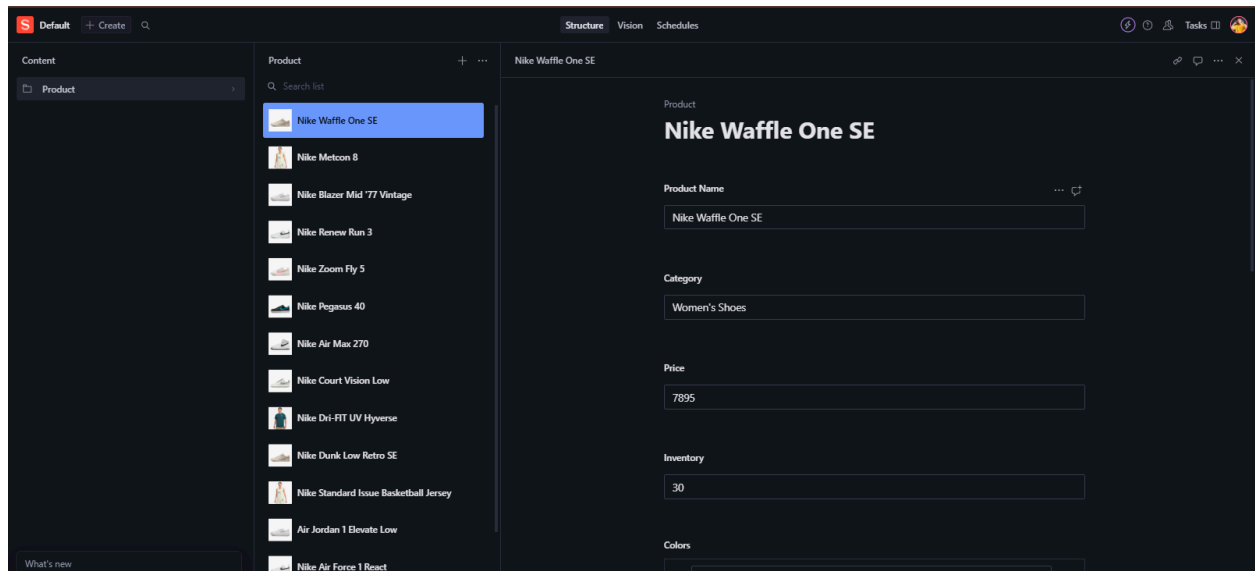 S Default + Create Structure Vision Schedules Tasks
Content
Product
What's new
Product
Search list
Nike Waffle One SE
Nike Metcon 8
Nike Blazer Mid '77 Vintage
Nike Renew Run 3
Nike Zoom Fly 5
Nike Pegasus 40
Nike Air Max 270
Nike Court Vision Low
Nike Dri-FIT UV Hyverse
Nike Dunk Low Retro SE
Nike Standard Issue Basketball Jersey
Air Jordan 1 Elevate Low
Nike Air Force 1 React
Nike Waffle One SE
Product
Nike Waffle One SE
Product Name
Nike Waffle One SE
Category
Women's Shoes
Price
7895
Inventory
30
Colors